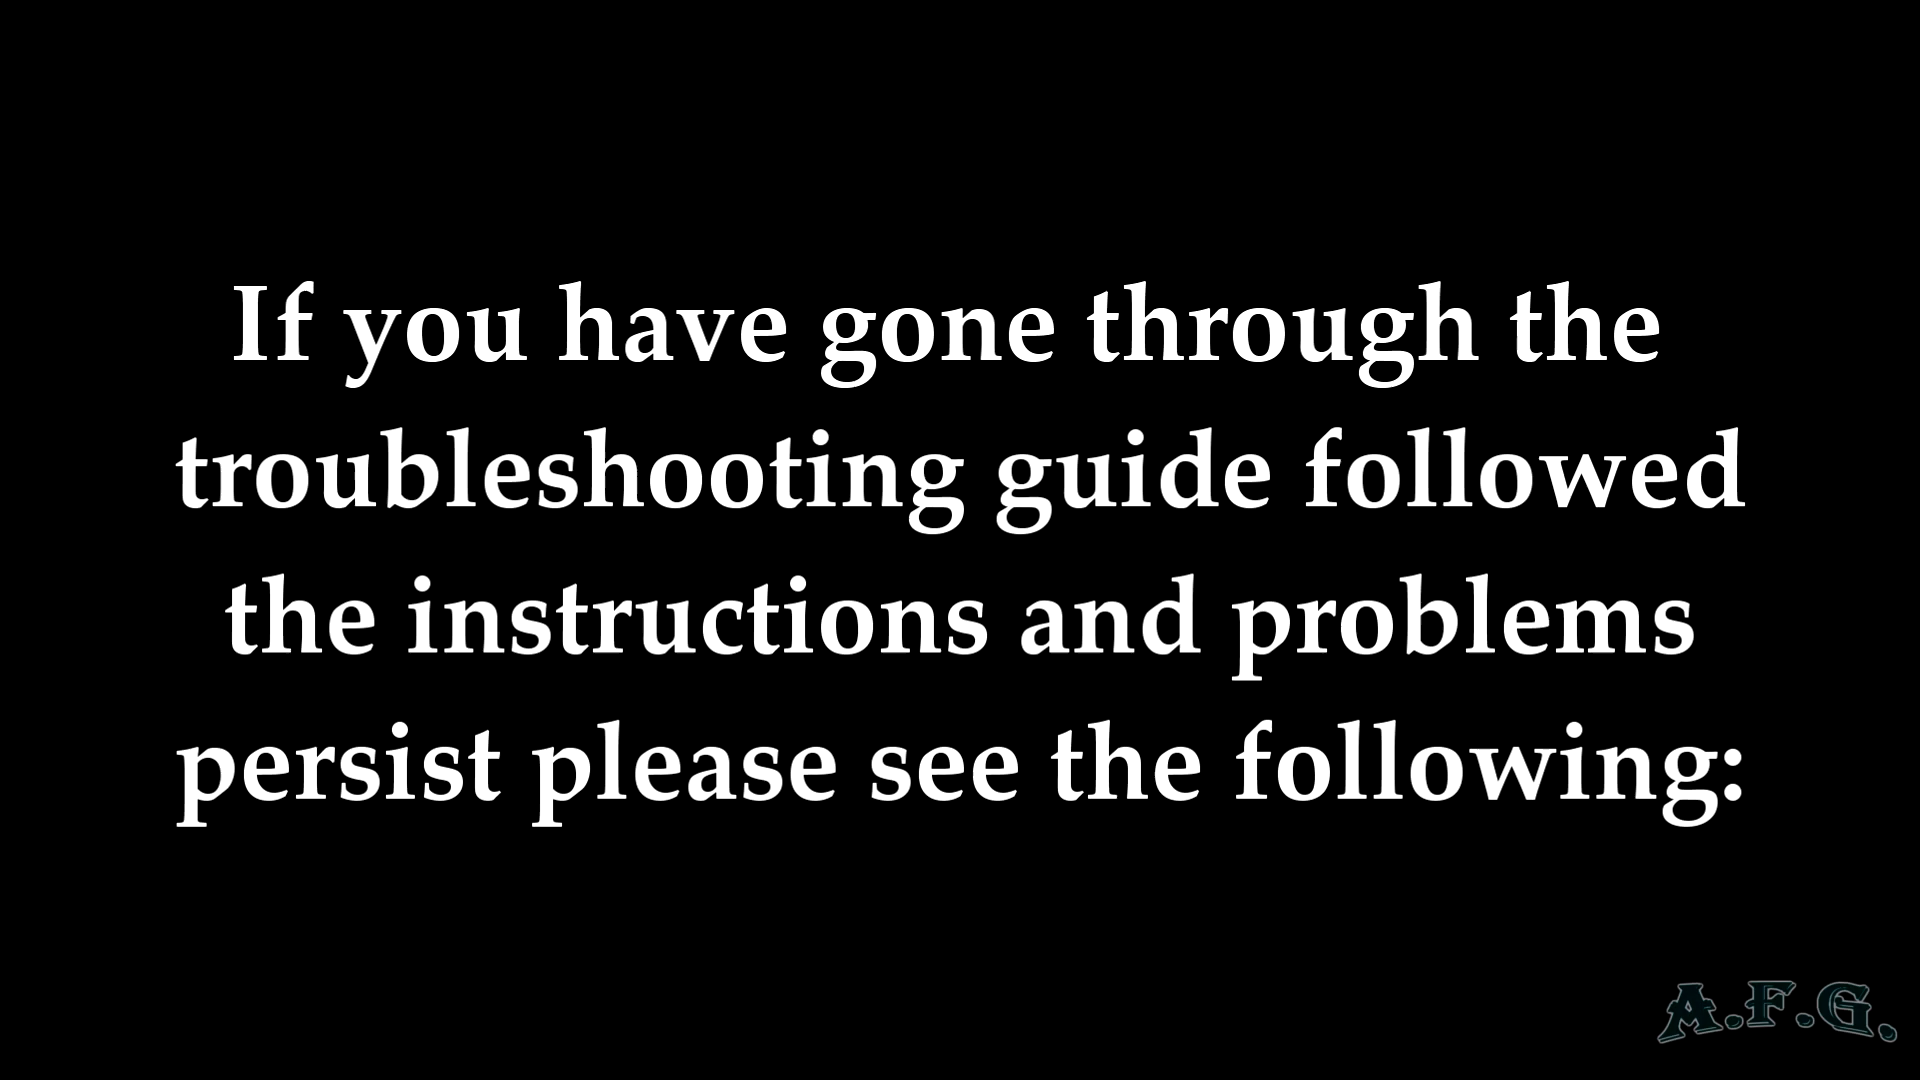 If you have gone through the
troubleshooting guide followed
the instructions and problems
persist please see the following:
A.F.G.